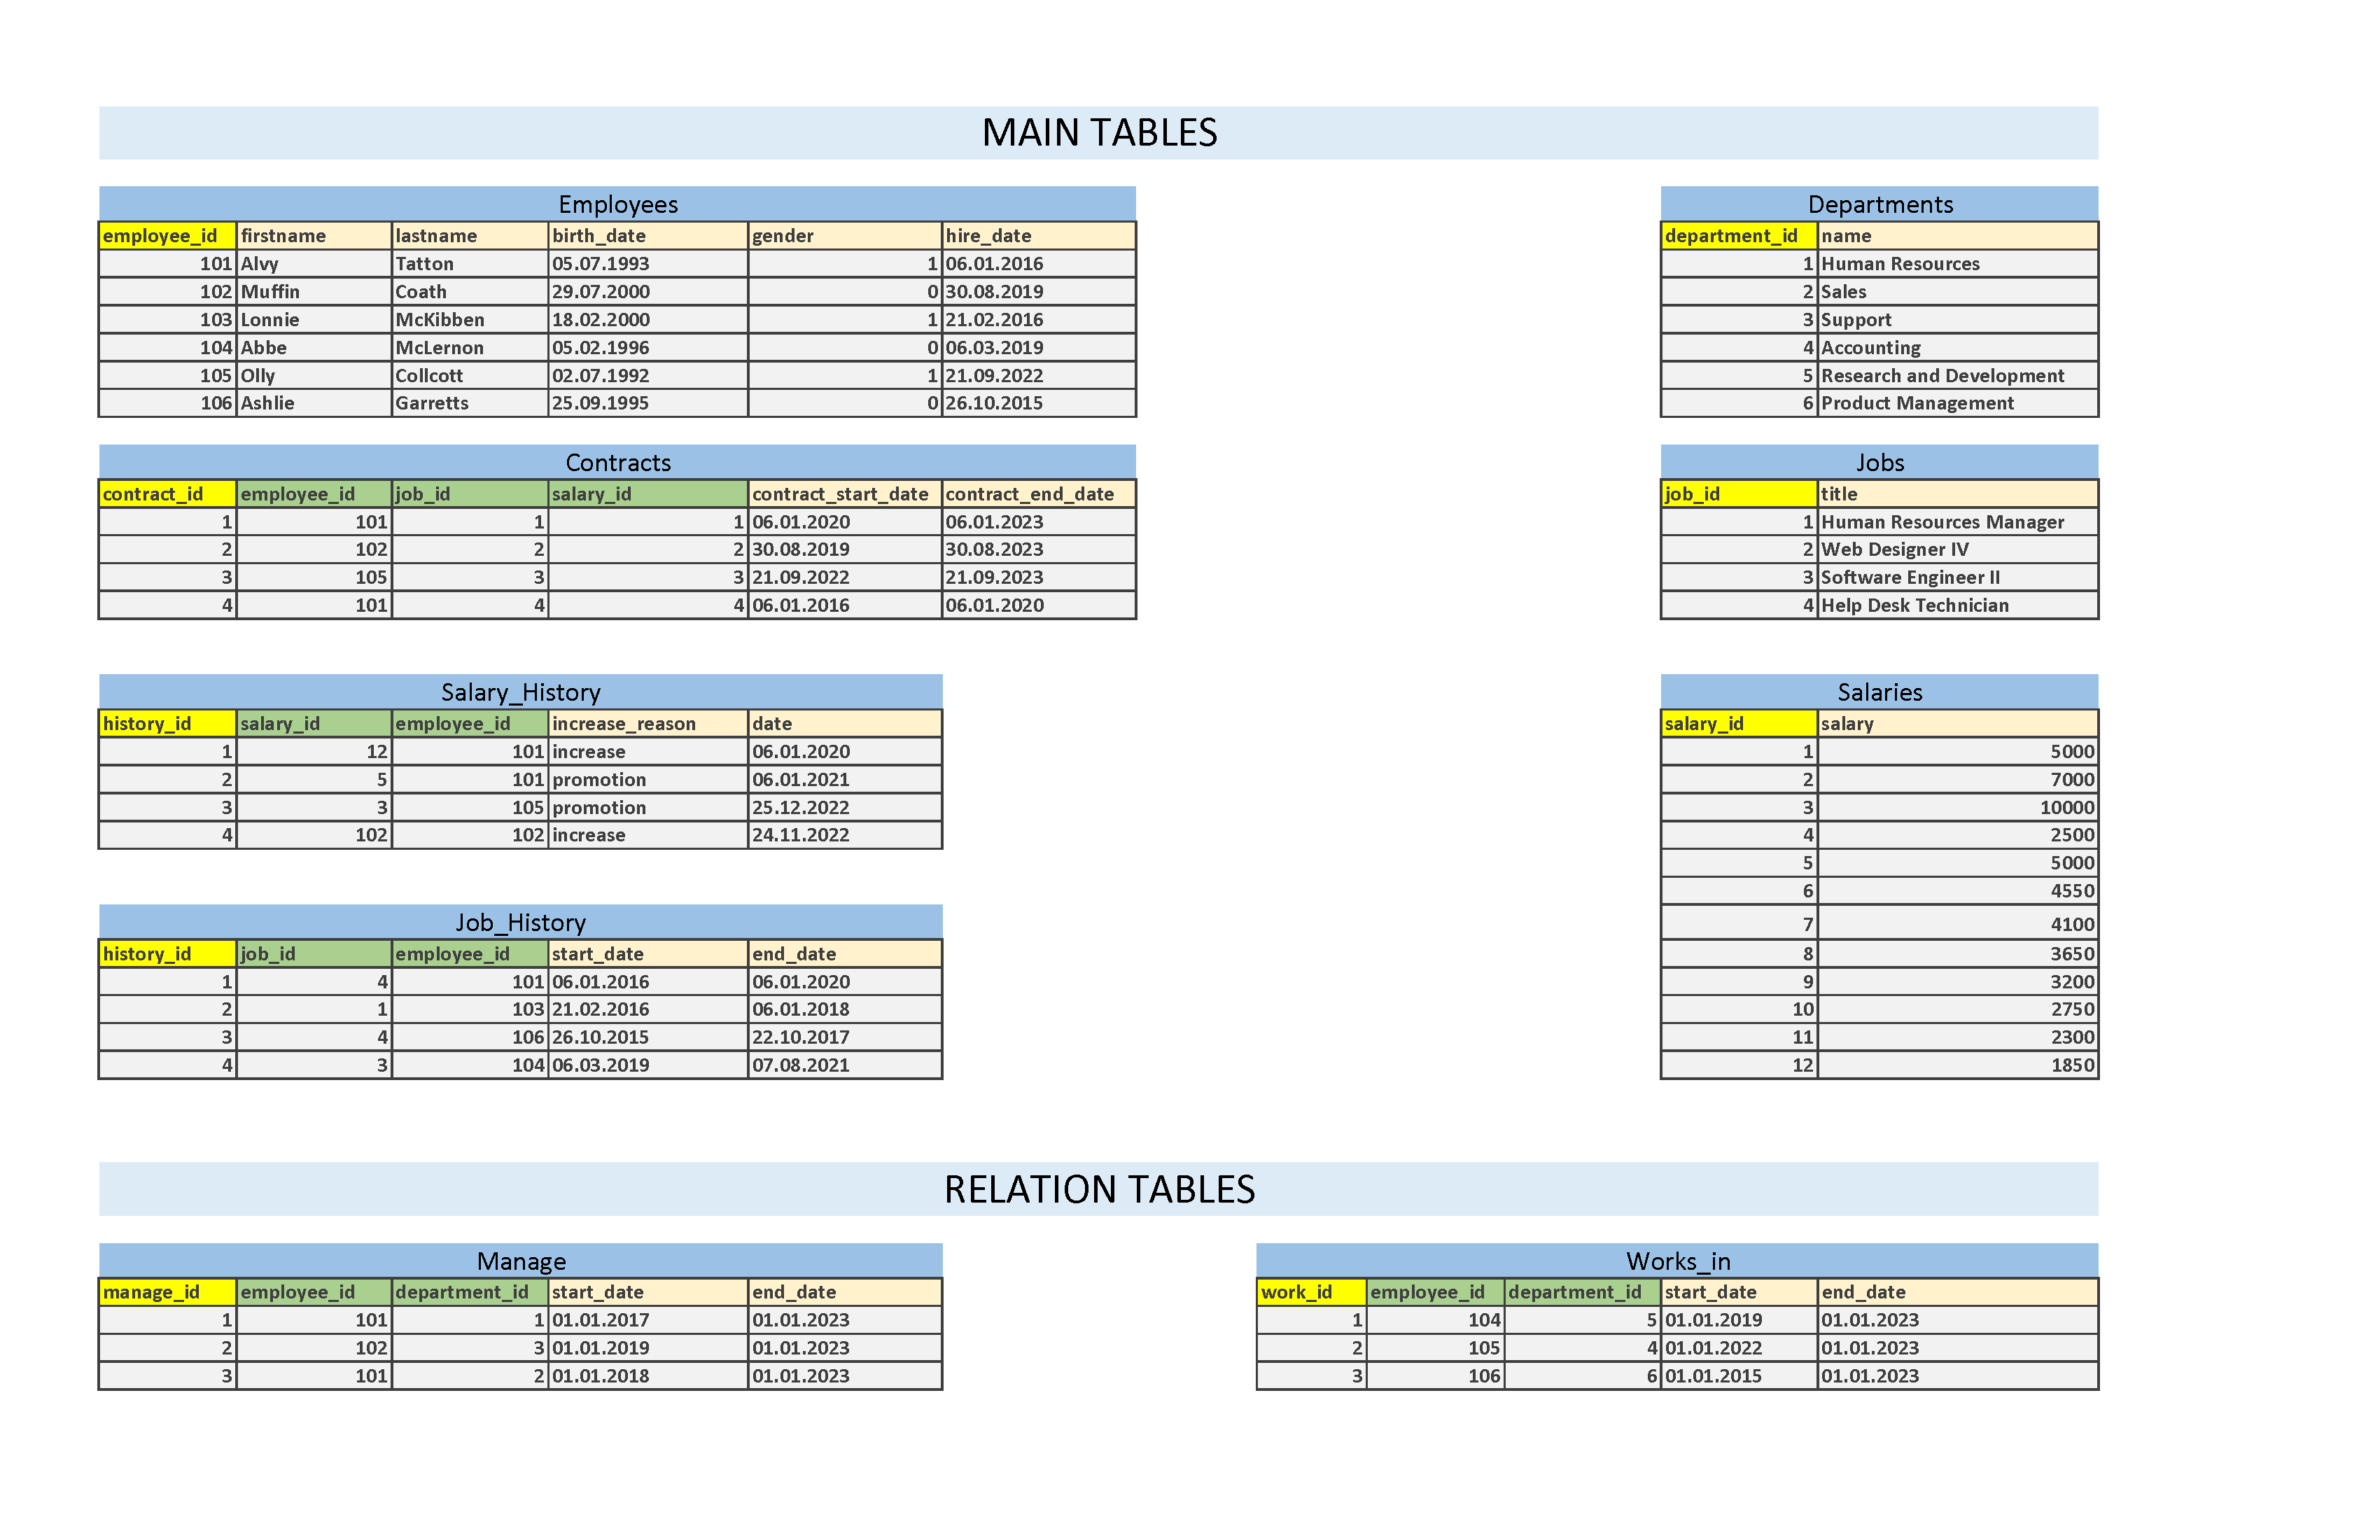 MAIN TABLES
Employees
employee_id firstname lastname birth_date gender hire_date
101 Alvy Tatton 05.07.1993 1 06.01.2016
102 Muffin Coath 29.07.2000 0 30.08.2019
103 Lonnie McKibben 18.02.2000 1 21.02.2016
104 Abbe McLernon 05.02.1996 0 06.03.2019
105 Olly Collcott 02.07.1992 1 21.09.2022
106 Ashlie Garretts 25.09.1995 0 26.10.2015
Departments
department_id name
1 Human Resources
2 Sales
3 Support
4 Accounting
5 Research and Development
6 Product Management
Contracts
contract_id employee_id job_id salary_id contract_start_date contract_end_date
1 101 1 1 06.01.2020 06.01.2023
2 102 2 2 30.08.2019 30.08.2023
3 105 3 3 21.09.2022 21.09.2023
4 101 4 4 06.01.2016 06.01.2020
Jobs
job_id title
1 Human Resources Manager
2 Web Designer IV
3 Software Engineer II
4 Help Desk Technician
Salary_History
history_id salary_id employee_id increase_reason date
1 12 101 increase 06.01.2020
2 5 101 promotion 06.01.2021
3 3 105 promotion 25.12.2022
4 102 102 increase 24.11.2022
Salaries
salary_id salary
1 5000
2 7000
3 10000
4 2500
5 5000
6 4550
7 4100
8 3650
9 3200
10 2750
11 2300
12 1850
Job_History
history_id job_id employee_id start_date end_date
1 4 101 06.01.2016 06.01.2020
2 1 103 21.02.2016 06.01.2018
3 4 106 26.10.2015 22.10.2017
4 3 104 06.03.2019 07.08.2021
RELATION TABLES
Manage
manage_id employee_id department_id start_date end_date
1 101 1 01.01.2017 01.01.2023
2 102 3 01.01.2019 01.01.2023
3 101 2 01.01.2018 01.01.2023
Works_in
work_id employee_id department_id start_date end_date
1 104 5 01.01.2019 01.01.2023
2 105 4 01.01.2022 01.01.2023
3 106 6 01.01.2015 01.01.2023